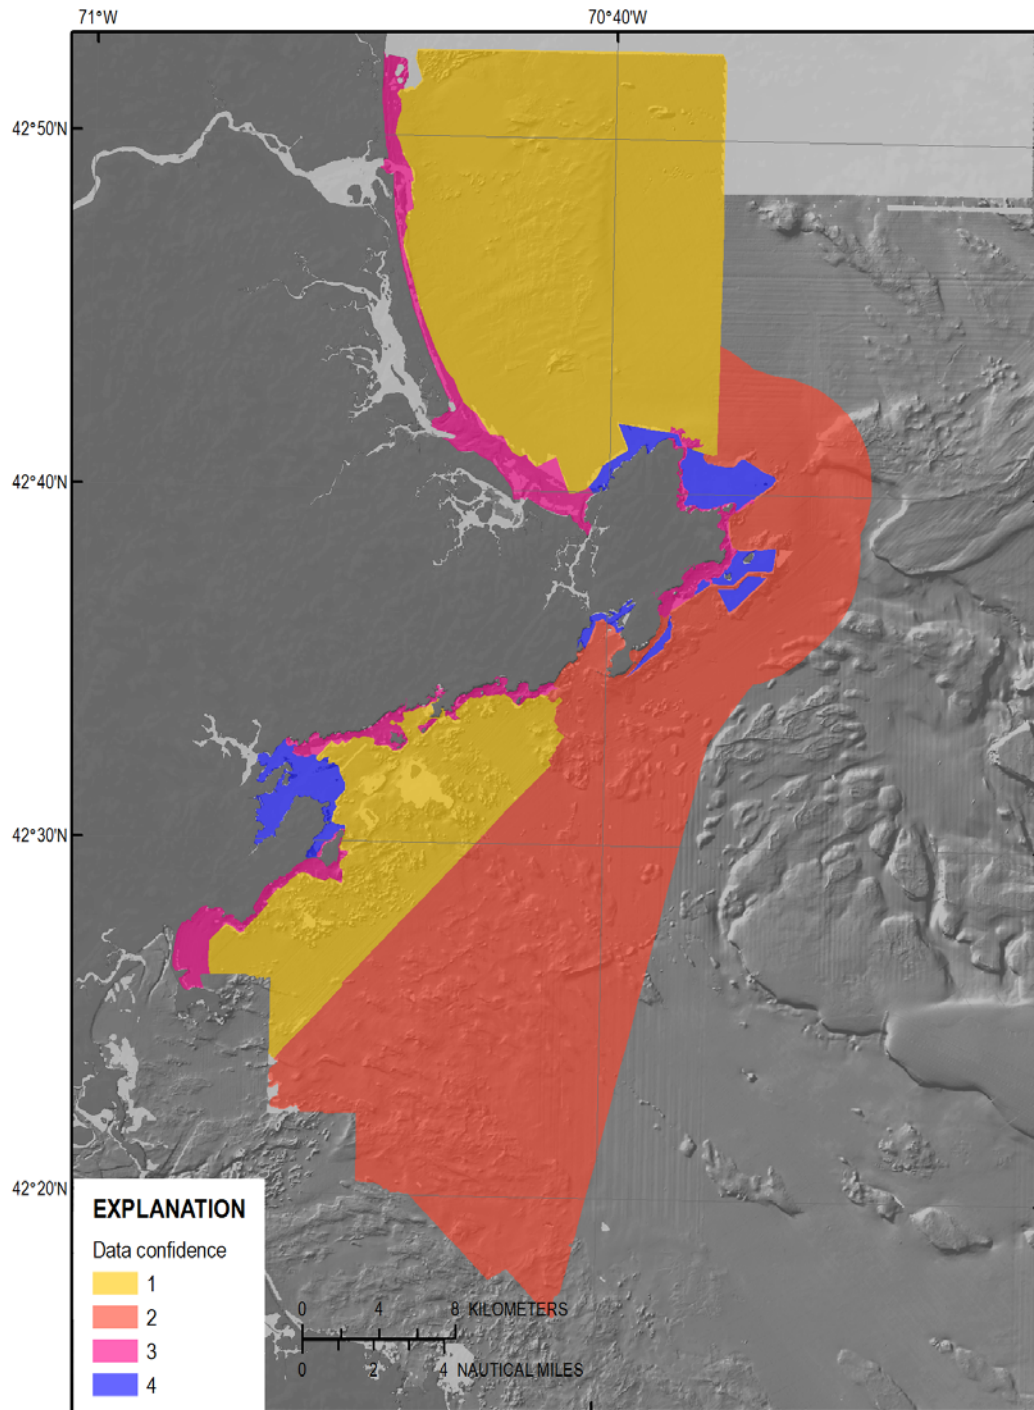 71°W 70°40'W
42°50'N
42°40'N
42°30'N
42°20'N
EXPLANATION
Data confidence
1
2
3
4
0 4 8 KILOMETERS
0 2 4 NAUTICAL MILES